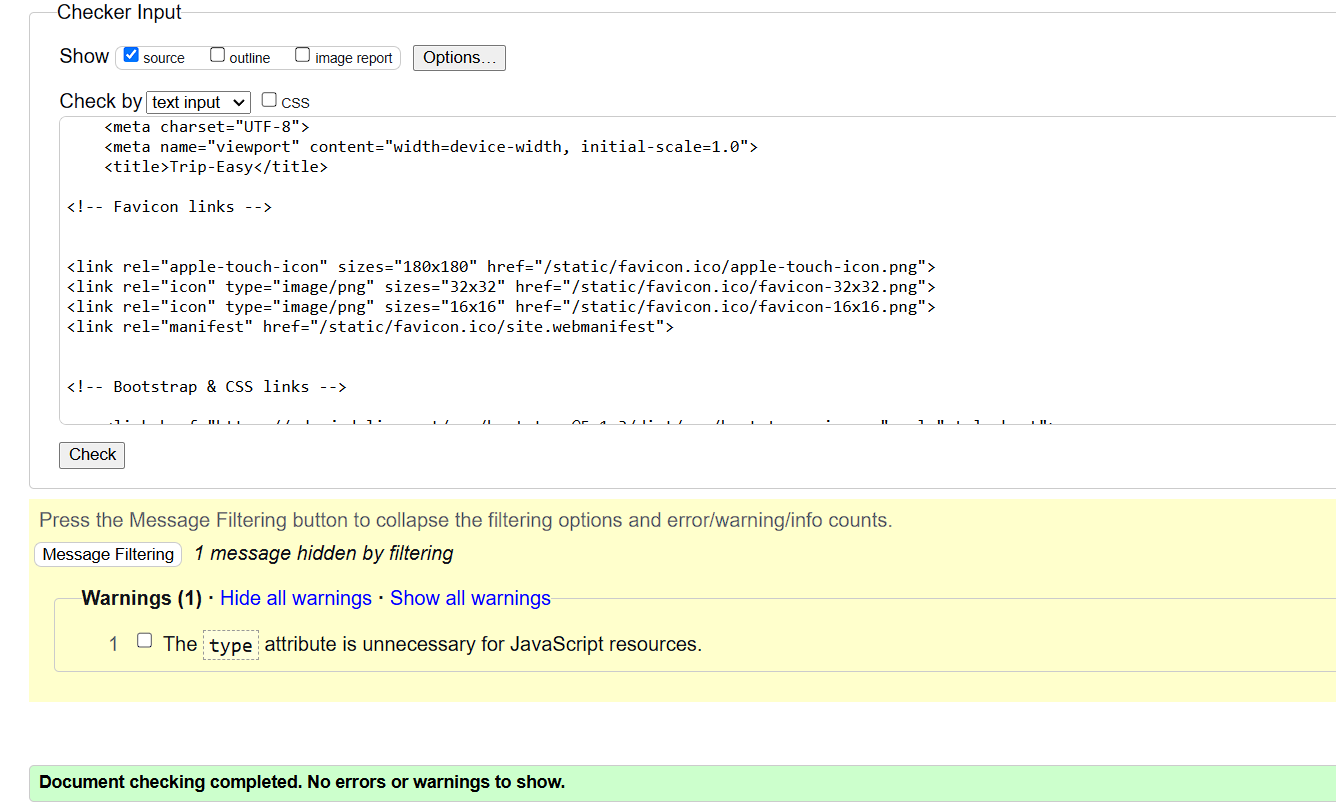 Checker Input
Show source outline image report Options...
Check by text input CSS
<meta charset="UTF-8">
<meta name="viewport" content="width=device-width, initial-scale=1.0">
<title>Trip-Easy</title>
<!-- Favicon links -->
<link rel="apple-touch-icon" sizes="180x180" href="/static/favicon.ico/apple-touch-icon.png">
<link rel="icon" type="image/png" sizes="32x32" href="/static/favicon.ico/favicon-32x32.png">
<link rel="icon" type="image/png" sizes="16x16" href="/static/favicon.ico/favicon-16x16.png">
<link rel="manifest" href="/static/favicon.ico/site.webmanifest">
<!-- Bootstrap & CSS links -->
Check
Press the Message Filtering button to collapse the filtering options and error/warning/info counts.
Message Filtering 1 message hidden by filtering
Warnings (1) · Hide all warnings · Show all warnings
1 The type attribute is unnecessary for JavaScript resources.
Document checking completed. No errors or warnings to show.